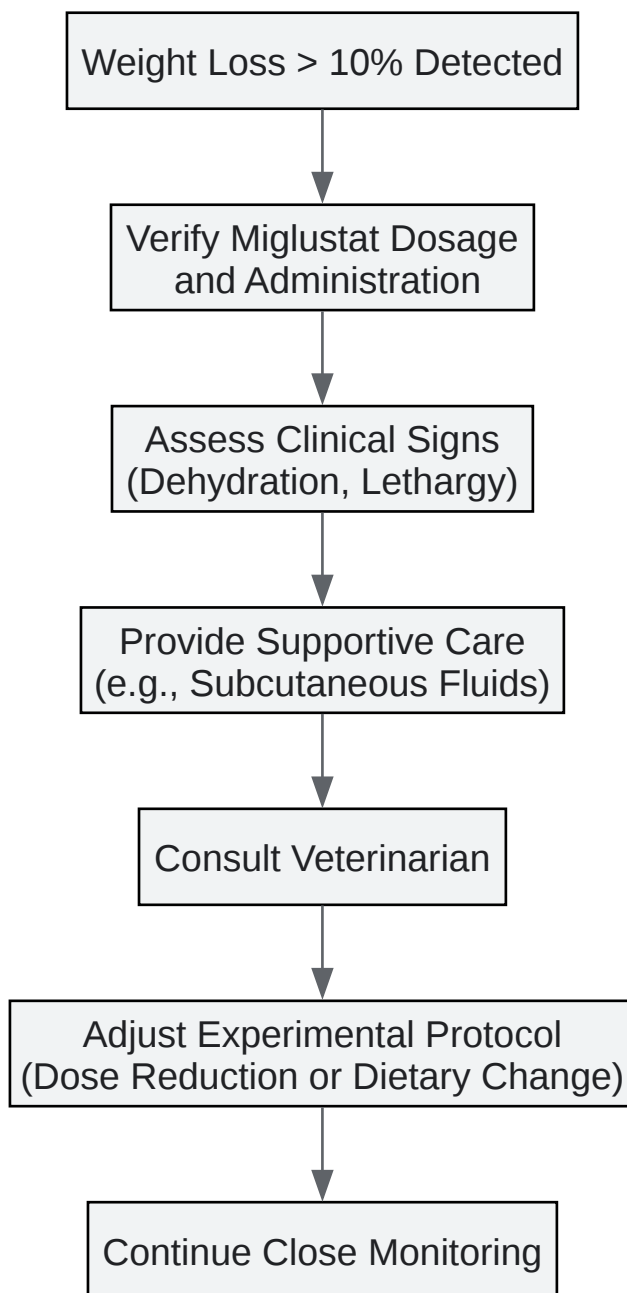 Weight Loss > 10% Detected
Verify Miglustat Dosage
and Administration
Assess Clinical Signs
(Dehydration, Lethargy)
Provide Supportive Care
(e.g., Subcutaneous Fluids)
Consult Veterinarian
Adjust Experimental Protocol
(Dose Reduction or Dietary Change)
Continue Close Monitoring